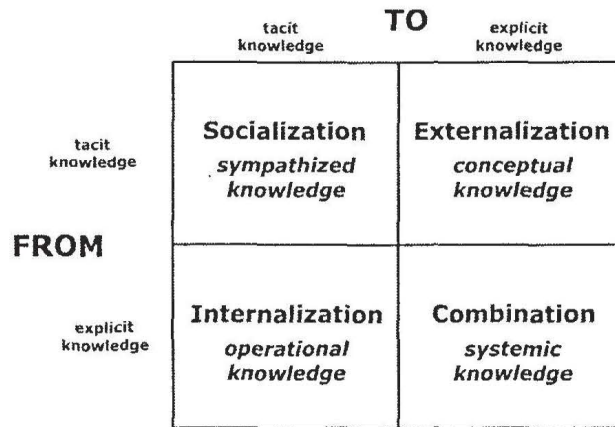 TO
tacit
knowledge
explicit
knowledge
tacit
knowledge
Socialization
sympathized
knowledge
Externalization
conceptual
knowledge
FROM
explicit
knowledge
Internalization
operational
knowledge
Combination
systemic
knowledge